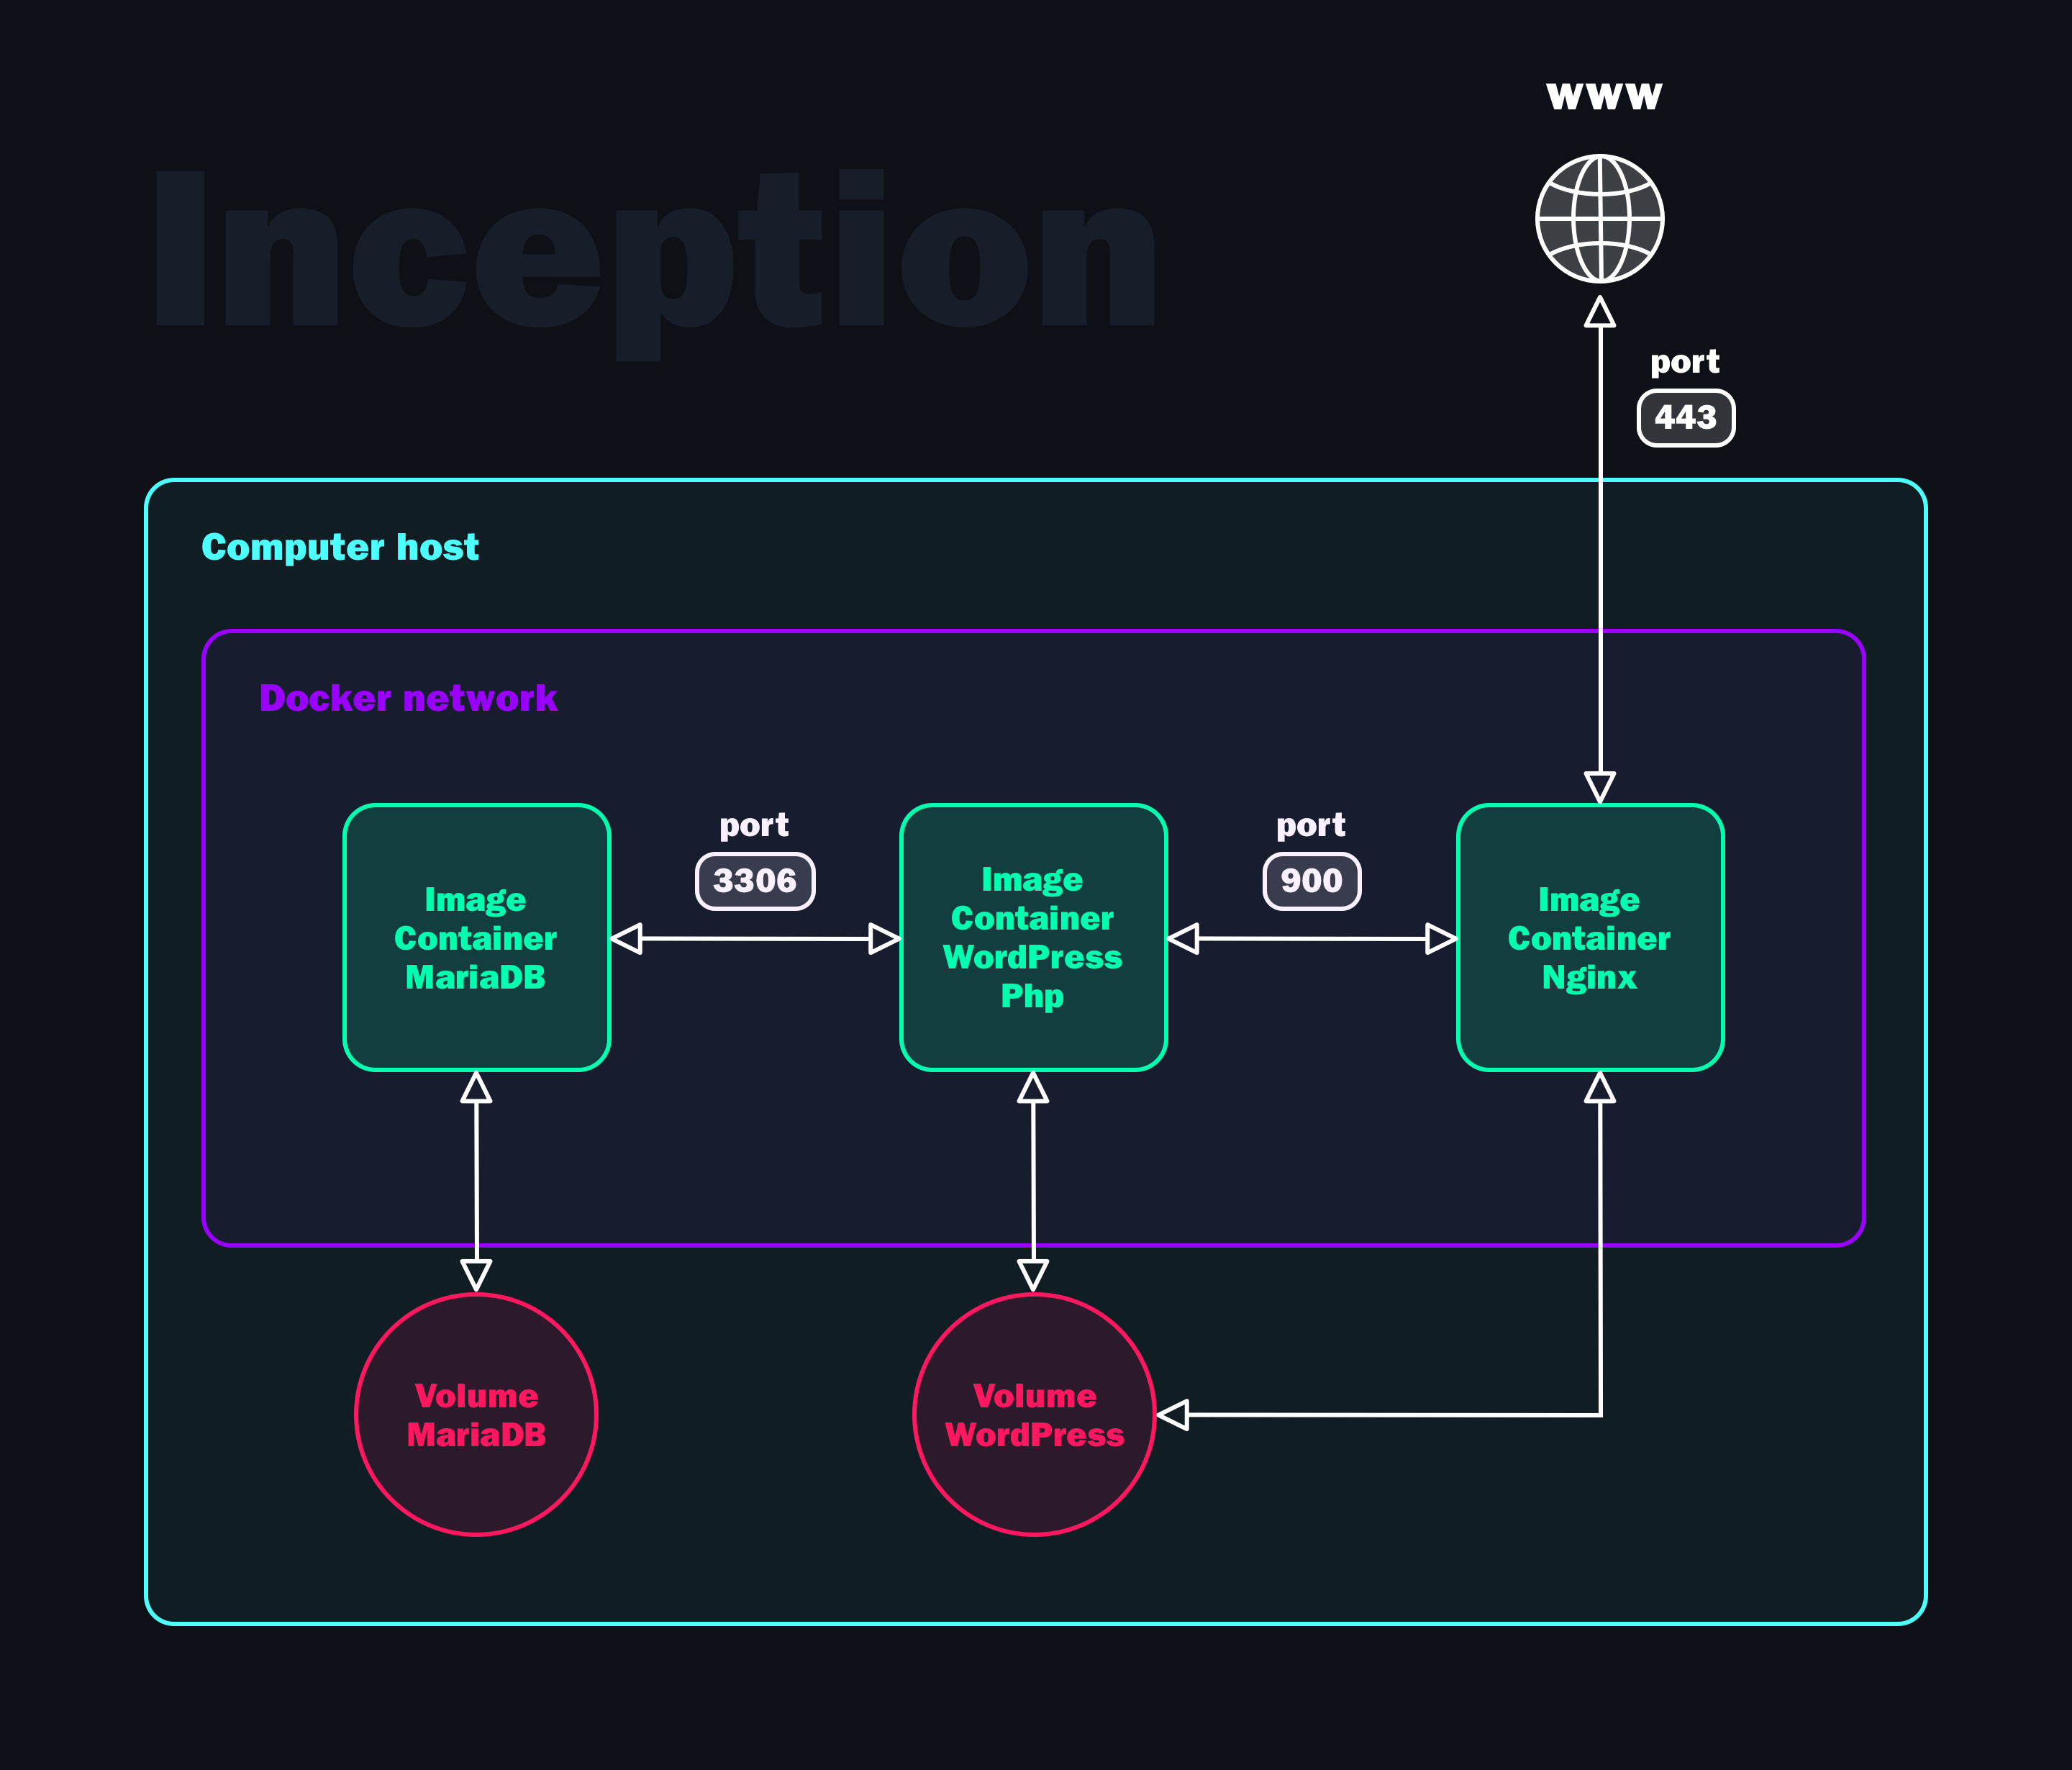 www
Inception
port
443
Computer host
Docker network
port
3306
port
900
Image
Container
MariaDB
Image
Container
WordPress
Php
Image
Container
Nginx
Volume
MariaDB
Volume
WordPress